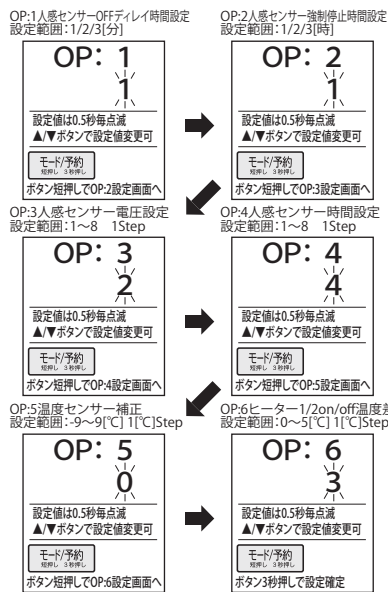 OP:1人感センサーOFFディレイ時間設定
設定範囲:1/2/3[分]
OP: 1
1
設定値は0.5秒毎点滅
▲/▼ボタンで設定値変更可
モード/予約
短押し 3秒押し
ボタン短押しでOP:2設定画面へ
OP:2人感センサー強制停止時間設定
設定範囲:1/2/3[時]
OP: 2
1
設定値は0.5秒毎点滅
▲/▼ボタンで設定値変更可
モード/予約
短押し 3秒押し
ボタン短押しでOP:3設定画面へ
OP:3人感センサー電圧設定
設定範囲:1～8 1Step
OP: 3
2
設定値は0.5秒毎点滅
▲/▼ボタンで設定値変更可
モード/予約
短押し 3秒押し
ボタン短押しでOP:4設定画面へ
OP:4人感センサー時間設定
設定範囲:1～8 1Step
OP: 4
4
設定値は0.5秒毎点滅
▲/▼ボタンで設定値変更可
モード/予約
短押し 3秒押し
ボタン短押しでOP:5設定画面へ
OP:5温度センサー補正
設定範囲:-9～9[℃] 1[℃]Step
OP: 5
0
設定値は0.5秒毎点滅
▲/▼ボタンで設定値変更可
モード/予約
短押し 3秒押し
ボタン短押しでOP:6設定画面へ
OP:6ヒーター1/2on/off温度差
設定範囲:0～5[℃] 1[℃]Step
OP: 6
3
設定値は0.5秒毎点滅
▲/▼ボタンで設定値変更可
モード/予約
短押し 3秒押し
ボタン3秒押しで設定確定